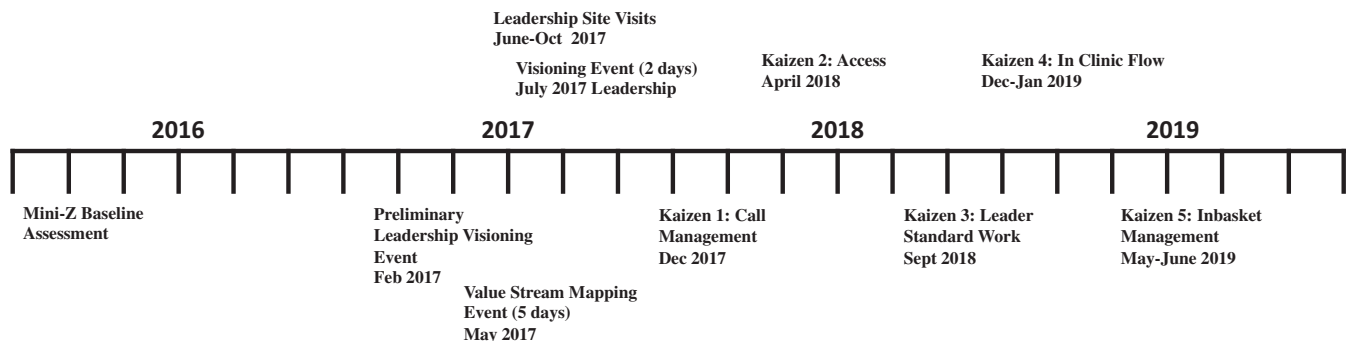 Leadership Site Visits
June-Oct 2017
Visioning Event (2 days)
July 2017 Leadership
Kaizen 2: Access
April 2018
Kaizen 4: In Clinic Flow
Dec-Jan 2019
2016
2017
2018
2019
Mini-Z Baseline
Assessment
Preliminary
Leadership Visioning
Event
Feb 2017
Value Stream Mapping
Event (5 days)
May 2017
Kaizen 1: Call
Management
Dec 2017
Kaizen 3: Leader
Standard Work
Sept 2018
Kaizen 5: Inbasket
Management
May-June 2019